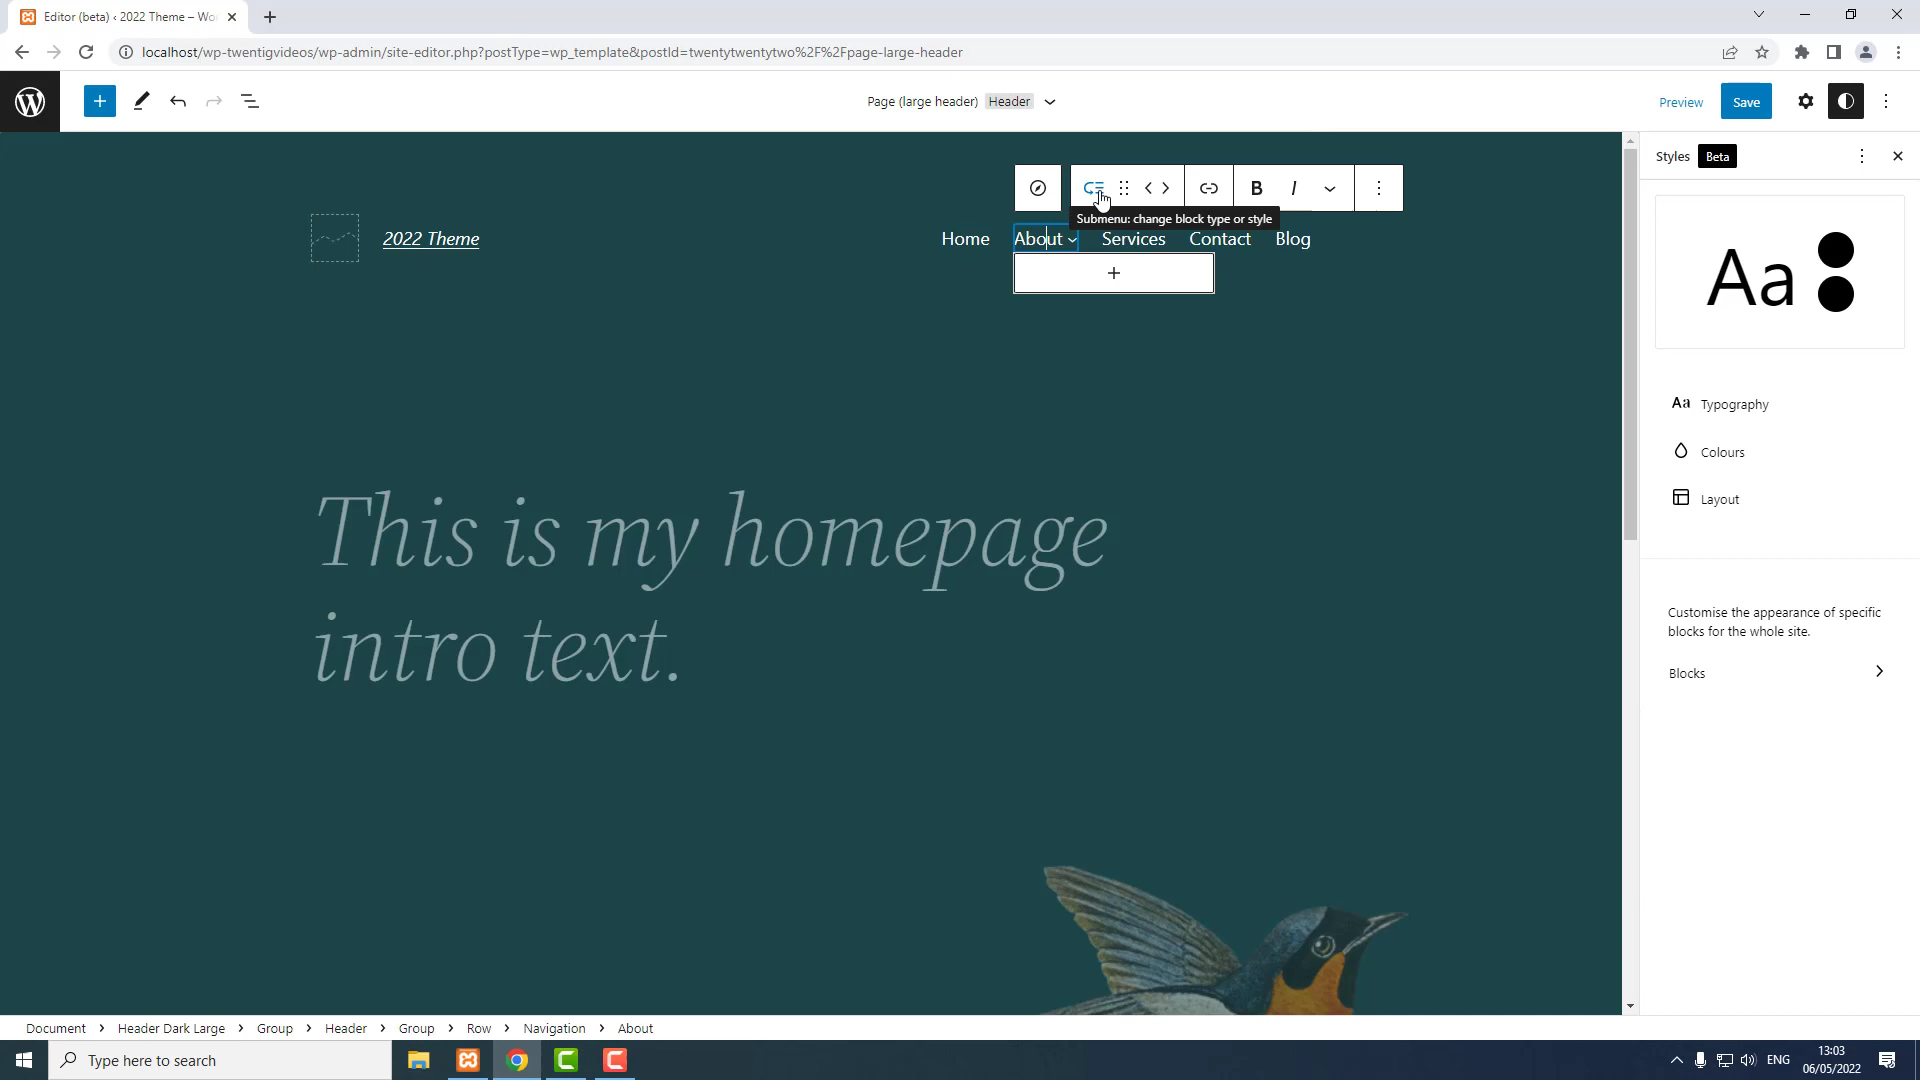 Editor (beta) ‹ 2022 Theme – Wo
localhost/wp-twentigvideos/wp-admin/site-editor.php?postType=wp_template&postId=twentytwentytwo%2F%2Fpage-large-header
Page (large header) Header
Preview
Save
Styles Beta
B I
Submenu: change block type or style
2022 Theme
Home About Services Contact Blog
Aa
Aa Typography
Colours
Layout
This is my homepage
intro text.
Customise the appearance of specific
blocks for the whole site.
Blocks
Document > Header Dark Large > Group > Header > Group > Row > Navigation > About
Type here to search
ENG
13:03
06/05/2022